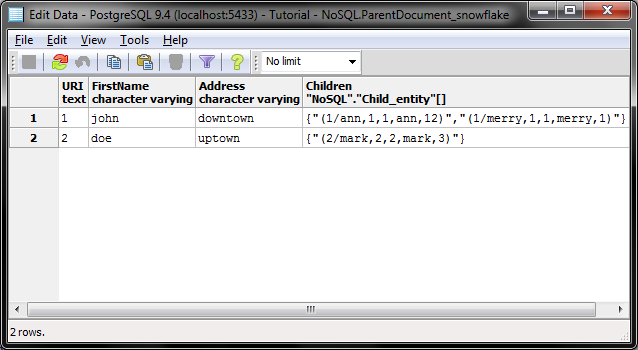 Edit Data - PostgreSQL 9.4 (localhost:5433) - Tutorial - NoSQL.ParentDocument_snowflake
File Edit View Tools Help
No limit
URI FirstName Address Children
text character varying character varying "NoSQL"."Child_entity"[]
1 1 john downtown {"(1/ann,1,1,ann,12)","(1/merry,1,1,merry,1)"}
2 2 doe uptown {"(2/mark,2,2,mark,3)"}
2 rows.